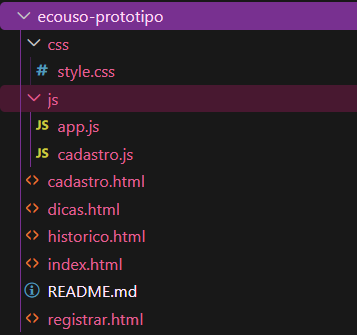 ecouso-prototipo
css
# style.css
js
JS app.js
JS cadastro.js
<> cadastro.html
<> dicas.html
<> historico.html
<> index.html
README.md
<> registrar.html